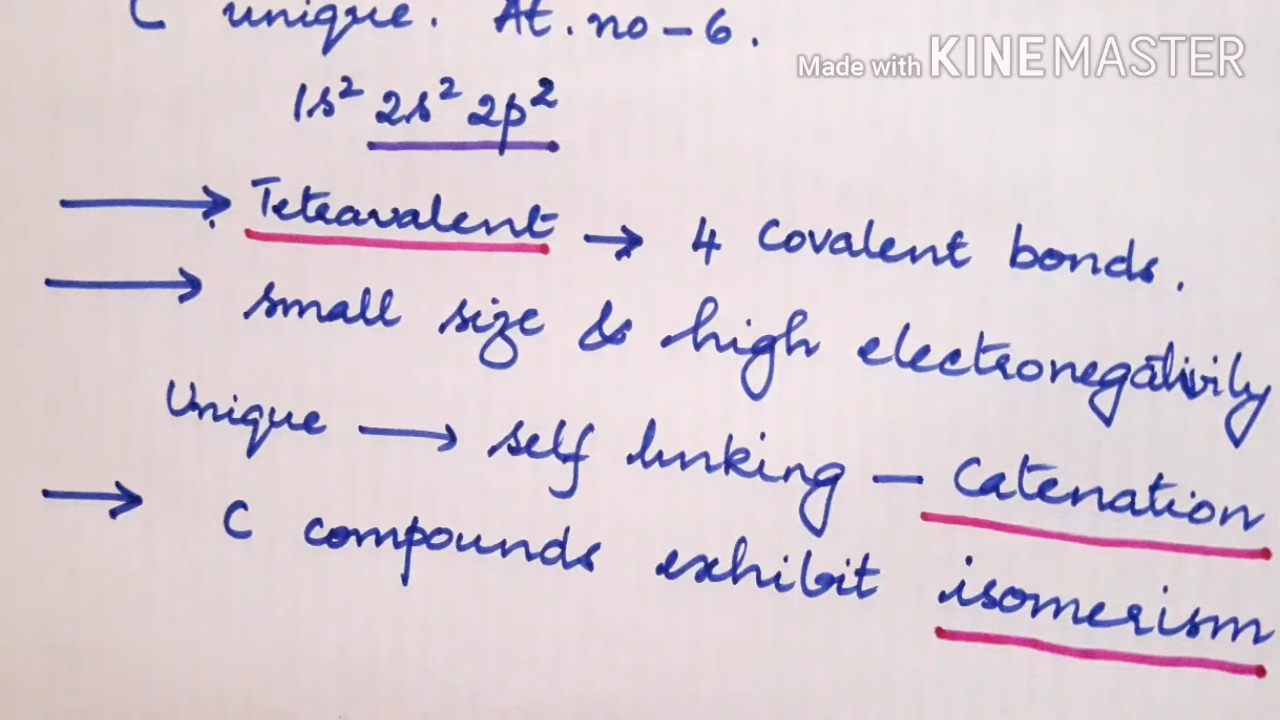 C unique. At. no - 6.
Made with KINEMASTER
1s² 2s² 2p²
→ Tetravalent → 4 covalent bonds.
→ small size & high electronegativity
Unique → self linking - Catenation
→ C compounds exhibit isomerism